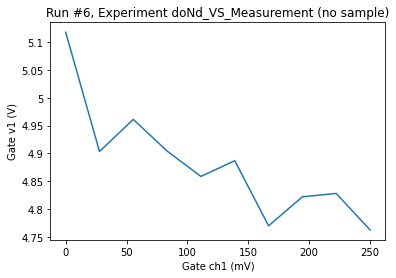 Run #6, Experiment doNd_VS_Measurement (no sample)
5.1
5.05
5
4.95
4.9
4.85
4.8
4.75
Gate v1 (V)
0 50 100 150 200 250
Gate ch1 (mV)